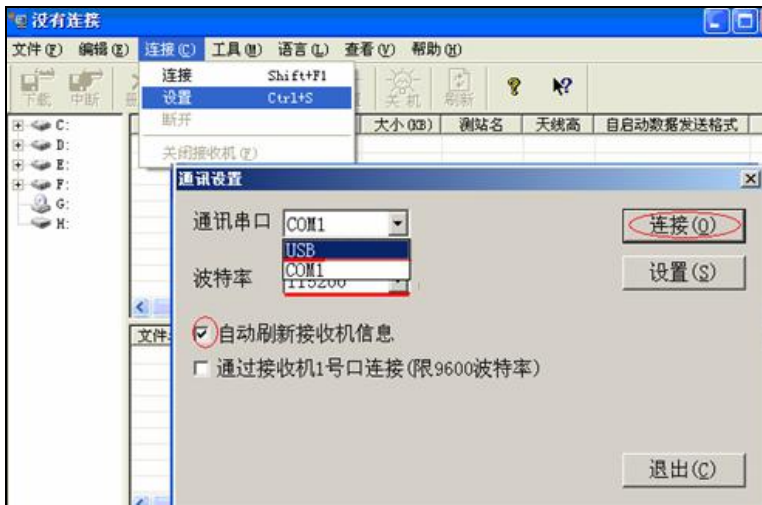 没有连接
文件(F) 编辑(E) 连接(C) 工具(M) 语言(L) 查看(V) 帮助(H)
连接 Shift+F1
设置 Ctrl+S
断开
关闭接收机(F)
下载 中断 关机 刷新
大小(KB) 测站名 天线高 自启动数据发送格式
C:
D:
E:
F:
G:
H:
通讯设置
通讯串口 COM1 连接(O)
USB
COM1
波特率 115200 设置(S)
自动刷新接收机信息
通过接收机1号口连接(限9600波特率)
退出(C)